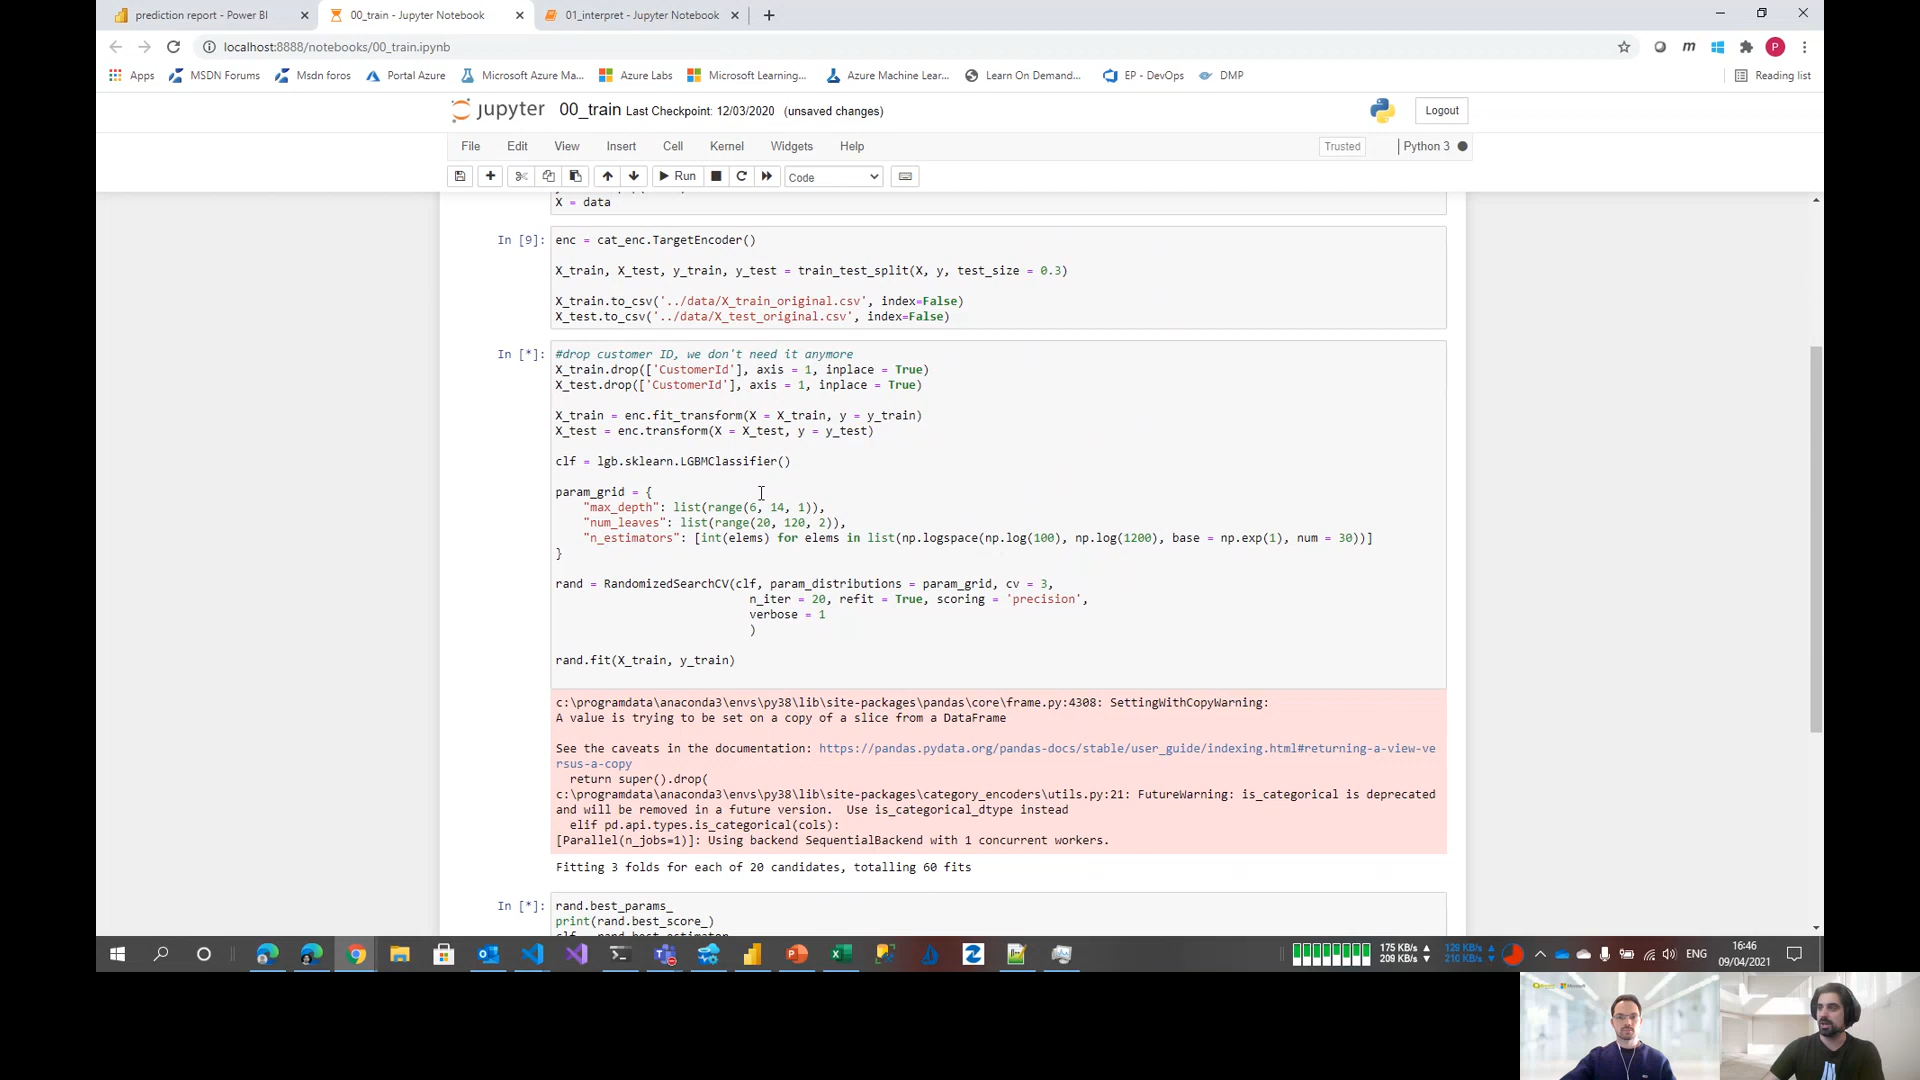 prediction report - Power BI
00_train - Jupyter Notebook
01_interpret - Jupyter Notebook
localhost:8888/notebooks/00_train.ipynb
m
P
Apps
MSDN Forums
Msdn foros
Portal Azure
Microsoft Azure Ma...
Azure Labs
Microsoft Learning...
Azure Machine Lear...
Learn On Demand...
EP - DevOps
DMP
Reading list
jupyter
00_train Last Checkpoint: 12/03/2020 (unsaved changes)
Logout
File
Edit
View
Insert
Cell
Kernel
Widgets
Help
Trusted
Python 3
Run
Code
X = data
In [9]:
enc = cat_enc.TargetEncoder()
X_train, X_test, y_train, y_test = train_test_split(X, y, test_size = 0.3)
X_train.to_csv('../data/X_train_original.csv', index=False)
X_test.to_csv('../data/X_test_original.csv', index=False)
In [*]:
#drop customer ID, we don't need it anymore
X_train.drop(['CustomerId'], axis = 1, inplace = True)
X_test.drop(['CustomerId'], axis = 1, inplace = True)
X_train = enc.fit_transform(X = X_train, y = y_train)
X_test = enc.transform(X = X_test, y = y_test)
clf = lgb.sklearn.LGBMClassifier()
param_grid = {
"max_depth": list(range(6, 14, 1)),
"num_leaves": list(range(20, 120, 2)),
"n_estimators": [int(elems) for elems in list(np.logspace(np.log(100), np.log(1200), base = np.exp(1), num = 30))]
}
rand = RandomizedSearchCV(clf, param_distributions = param_grid, cv = 3,
n_iter = 20, refit = True, scoring = 'precision',
verbose = 1
)
rand.fit(X_train, y_train)
c:\programdata\anaconda3\envs\py38\lib\site-packages\pandas\core\frame.py:4308: SettingWithCopyWarning:
A value is trying to be set on a copy of a slice from a DataFrame
See the caveats in the documentation: https://pandas.pydata.org/pandas-docs/stable/user_guide/indexing.html#returning-a-view-ve
rsus-a-copy
return super().drop(
c:\programdata\anaconda3\envs\py38\lib\site-packages\category_encoders\utils.py:21: FutureWarning: is_categorical is deprecated
and will be removed in a future version.  Use is_categorical_dtype instead
elif pd.api.types.is_categorical(cols):
[Parallel(n_jobs=1)]: Using backend SequentialBackend with 1 concurrent workers.
Fitting 3 folds for each of 20 candidates, totalling 60 fits
In [*]:
rand.best_params_
print(rand.best_score_)
clf = rand.best_estimator_
175 KB/s
209 KB/s
129 KB/s
210 KB/s
ENG
16:46
09/04/2021